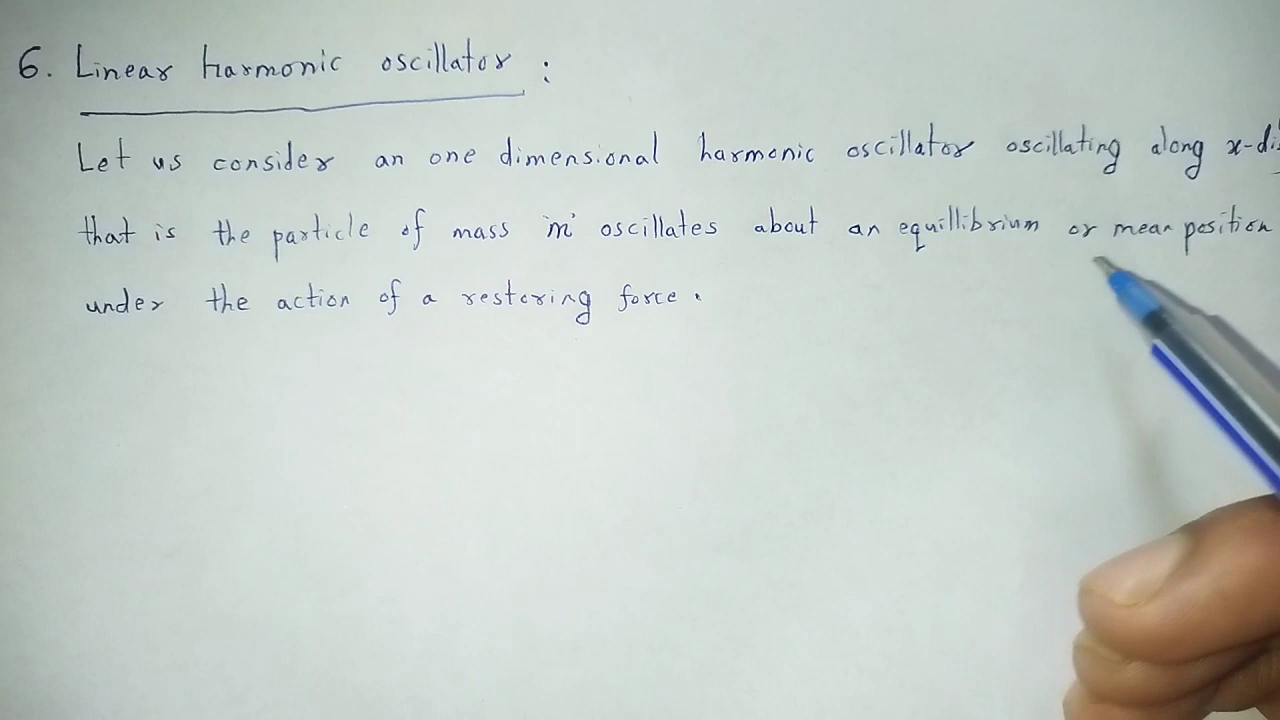 6. Linear harmonic oscillator :
Let us consider an one dimensional harmonic oscillator oscillating along
that is the particle of mass 'm' oscillates about an equillibrium or mean position
under the action of a restoring force.